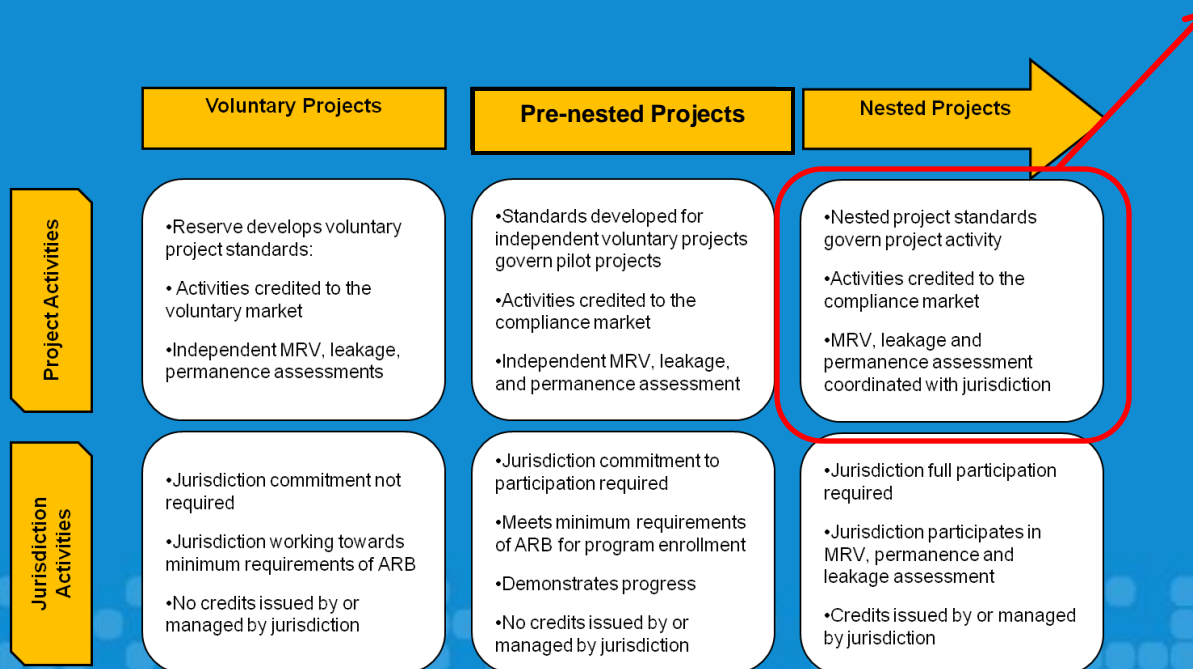 Voluntary Projects
Pre-nested Projects
Nested Projects
Project Activities
•Reserve develops voluntary
project standards:
• Activities credited to the
voluntary market
•Independent MRV, leakage,
permanence assessments
•Standards developed for
independent voluntary projects
govern pilot projects
•Activities credited to the
compliance market
•Independent MRV, leakage,
and permanence assessment
•Nested project standards
govern project activity
•Activities credited to the
compliance market
•MRV, leakage and
permanence assessment
coordinated with jurisdiction
Jurisdiction
Activities
•Jurisdiction commitment not
required
•Jurisdiction working towards
minimum requirements of ARB
•No credits issued by or
managed by jurisdiction
•Jurisdiction commitment to
participation required
•Meets minimum requirements
of ARB for program enrollment
•Demonstrates progress
•No credits issued by or
managed by jurisdiction
•Jurisdiction full participation
required
•Jurisdiction participates in
MRV, permanence and
leakage assessment
•Credits issued by or managed
by jurisdiction